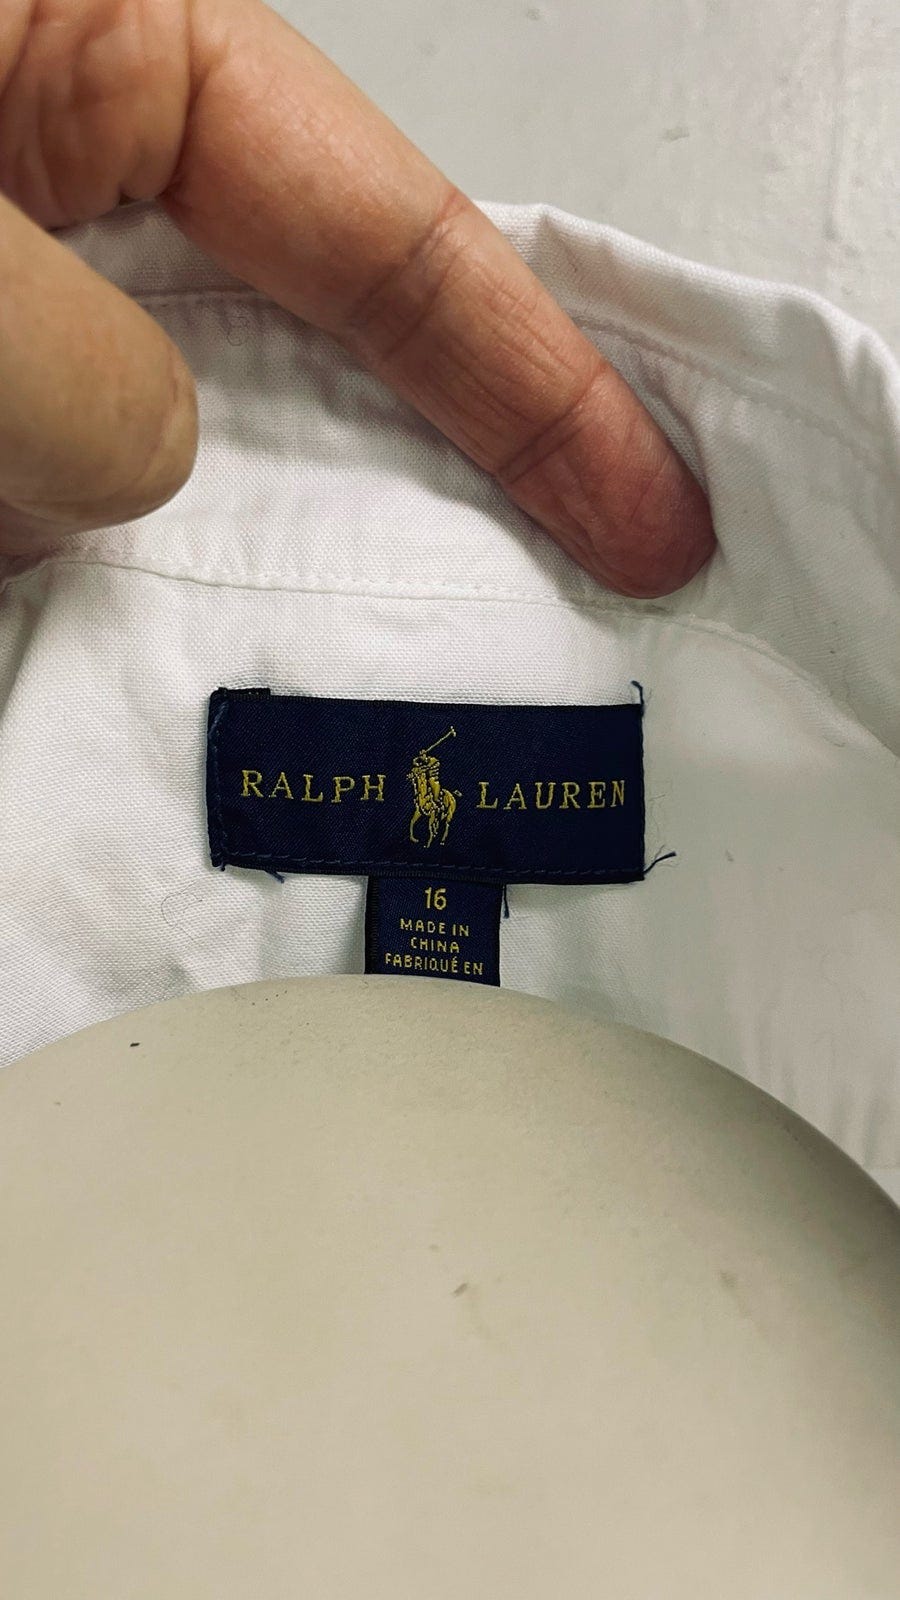 RALPH LAUREN
16
MADE IN
CHINA
FABRIQUÉ EN